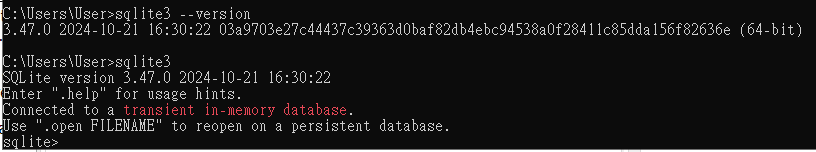 C:\Users\User>sqlite3 --version
3.47.0 2024-10-21 16:30:22 03a9703e27c44437c39363d0baf82db4ebc94538a0f28411c85dda156f82636e (64-bit)
C:\Users\User>sqlite3
SQLite version 3.47.0 2024-10-21 16:30:22
Enter ".help" for usage hints.
Connected to a transient in-memory database.
Use ".open FILENAME" to reopen on a persistent database.
sqlite>